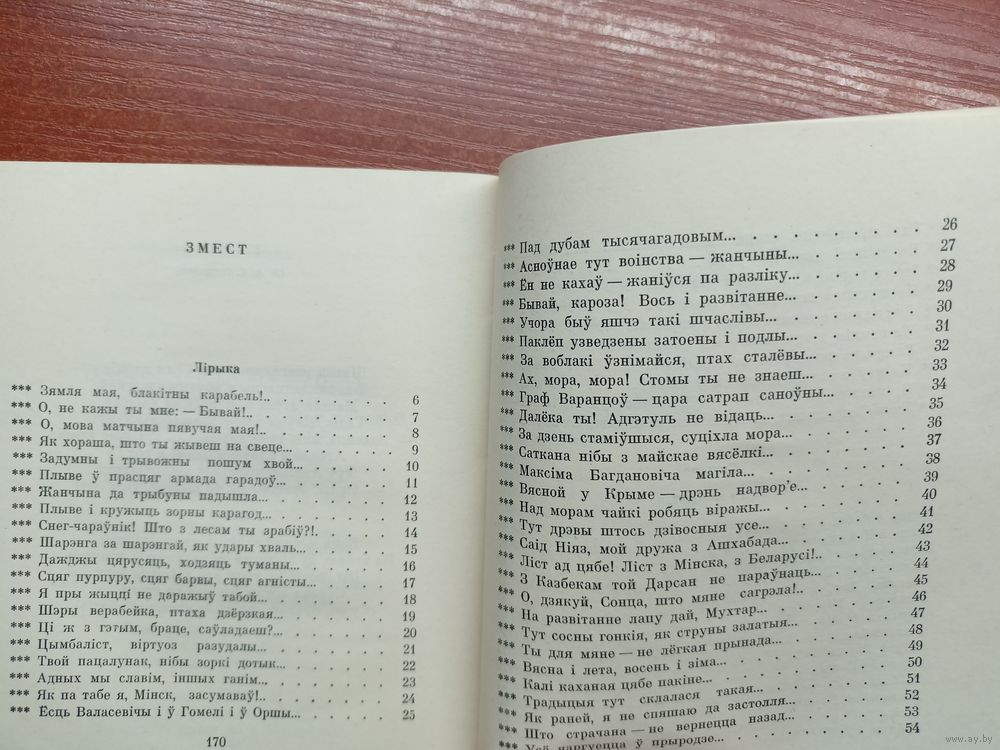 ЗМЕСТ
Лірыка
*** Зямля мая, блакітны карабель!.. . . . . . . 6
*** О, не кажы ты мне: — Бывай!.. . . . . . . 7
*** О, мова матчына пявучая мая!.. . . . . . . 8
*** Як хораша, што ты жывеш на свеце... . . . . . . 9
*** Задумны і трывожны пошум хвой... . . . . . . 10
*** Плыве ў прасцяг армада гарадоў... . . . . . . 11
*** Жанчына да трыбуны падышла... . . . . . . 12
*** Плыве і кружыць зорны карагод... . . . . . . 13
*** Снег-чараўнік! Што з лесам ты зрабіў?!. . . . . . 14
*** Шарэнга за шарэнгай, як удары хваль... . . . . . 15
*** Дажджы цярусяць, ходзяць туманы... . . . . . . 16
*** Сцяг пурпуру, сцяг барвы, сцяг агністы... . . . . . 17
*** Я пры жыцці не даражыў табой... . . . . . . 18
*** Шэры верабейка, птаха дзёрзкая... . . . . . . 19
*** Ці ж з гэтым, браце, саўладаеш?... . . . . . . 20
*** Цымбаліст, віртуоз разудалы... . . . . . . 21
*** Твой пацалунак, нібы зоркі дотык... . . . . . . 22
*** Адных мы славім, іншых ганім... . . . . . . 23
*** Як па табе я, Мінск, засумаваў!.. . . . . . . 24
*** Ёсць Валасевічы і ў Гомелі і ў Оршы... . . . . . 25
170
*** Пад дубам тысячагадовым... . . . . . . 26
*** Асноўнае тут воінства — жанчыны... . . . . . . 27
*** Ён не кахаў — жаніўся па разліку... . . . . . . 28
*** Бывай, кароза! Вось і развітанне... . . . . . . 29
*** Учора быў яшчэ такі шчаслівы... . . . . . . 30
*** Паклёп узведзены затоены і подлы... . . . . . . 31
*** За воблакі ўзнімайся, птах сталёвы... . . . . . . 32
*** Ах, мора, мора! Стомы ты не знаеш... . . . . . . 33
*** Граф Варанцоў — цара сатрап саноўны... . . . . . 34
*** Далёка ты! Адгэтуль не відаць... . . . . . . 35
*** За дзень стаміўшыся, суціхла мора... . . . . . . 36
*** Саткана нібы з майскае вясёлкі... . . . . . . 37
*** Максіма Багдановіча магіла... . . . . . . 38
*** Вясной у Крыме — дрэнь надвор'е... . . . . . . 39
*** Над морам чайкі робяць віражы... . . . . . . 40
*** Тут дрэвы штось дзівосныя усе... . . . . . . 41
*** Саід Ніяз, мой дружа з Ашхабада... . . . . . . 42
*** Ліст ад цябе! Ліст з Мінска, з Беларусі!.. . . . . 43
*** З Казбекам той Дарсан не параўнаць... . . . . . 44
*** О, дзякуй, Сонца, што мяне сагрэла!.. . . . . . 45
*** На развітанне лапу дай, Мухтар... . . . . . . 46
*** Тут сосны гонкія, як струны залатыя... . . . . . 47
*** Ты для мяне — не лёгкая прынада... . . . . . . 48
*** Вясна і лета, восень і зіма... . . . . . . 49
*** Калі каханая цябе пакіне... . . . . . . 50
*** Традыцыя тут склалася такая... . . . . . . 51
*** Як раней, я не спяшаю да застолля... . . . . . 52
*** Што страчана — не вернецца назад... . . . . . 53
*** Усё чаргуецца ў прыродзе... . . . . . . 54
www.ay.by